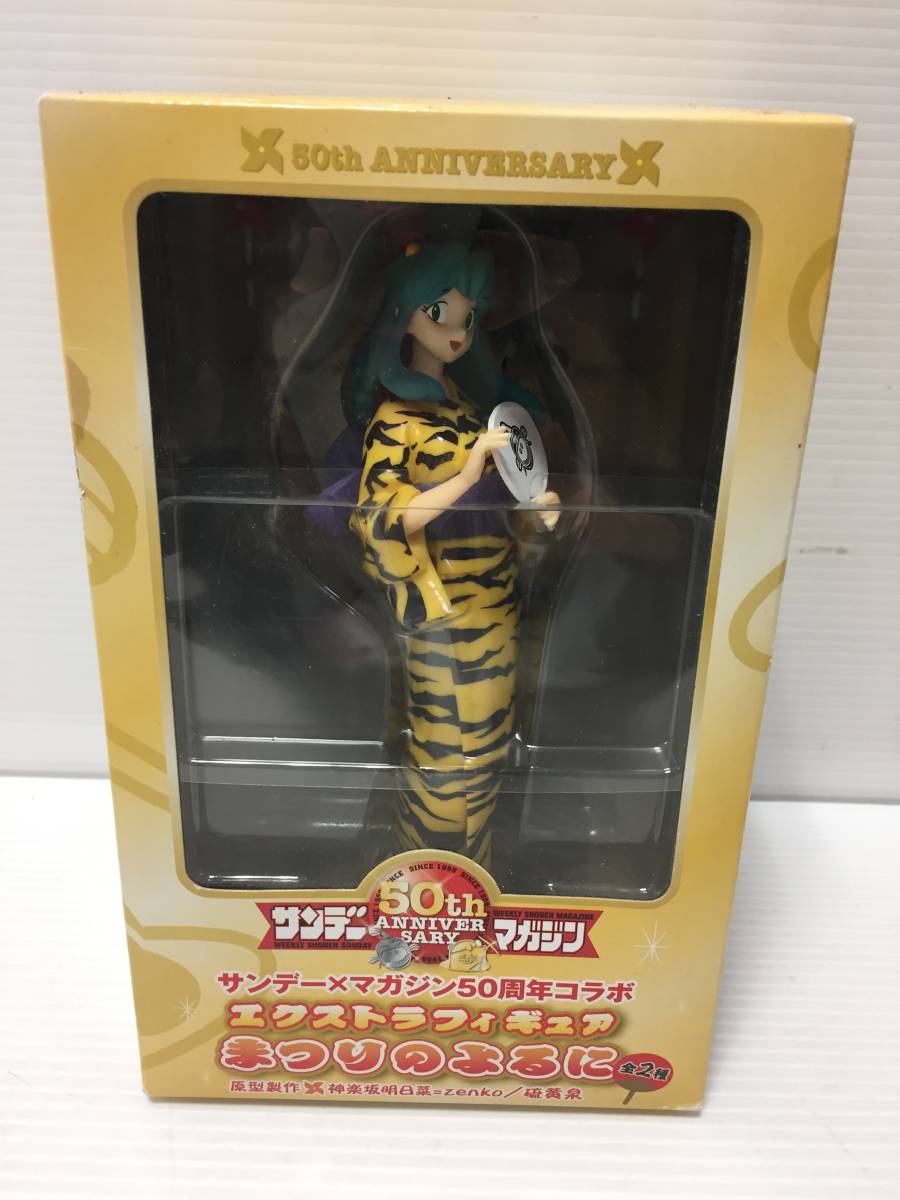 50th ANNIVERSARY
SINCE 1959
50th
ANNIVER
SARY
サンデー
WEEKLY SHONEN SUNDAY
WEEKLY SHONEN MAGAZINE
マガジン
サンデー×マガジン50周年コラボ
エクストラフィギュア
まつりのよるに
全2種
原型製作 神楽坂明日菜=zenko/硫黄泉